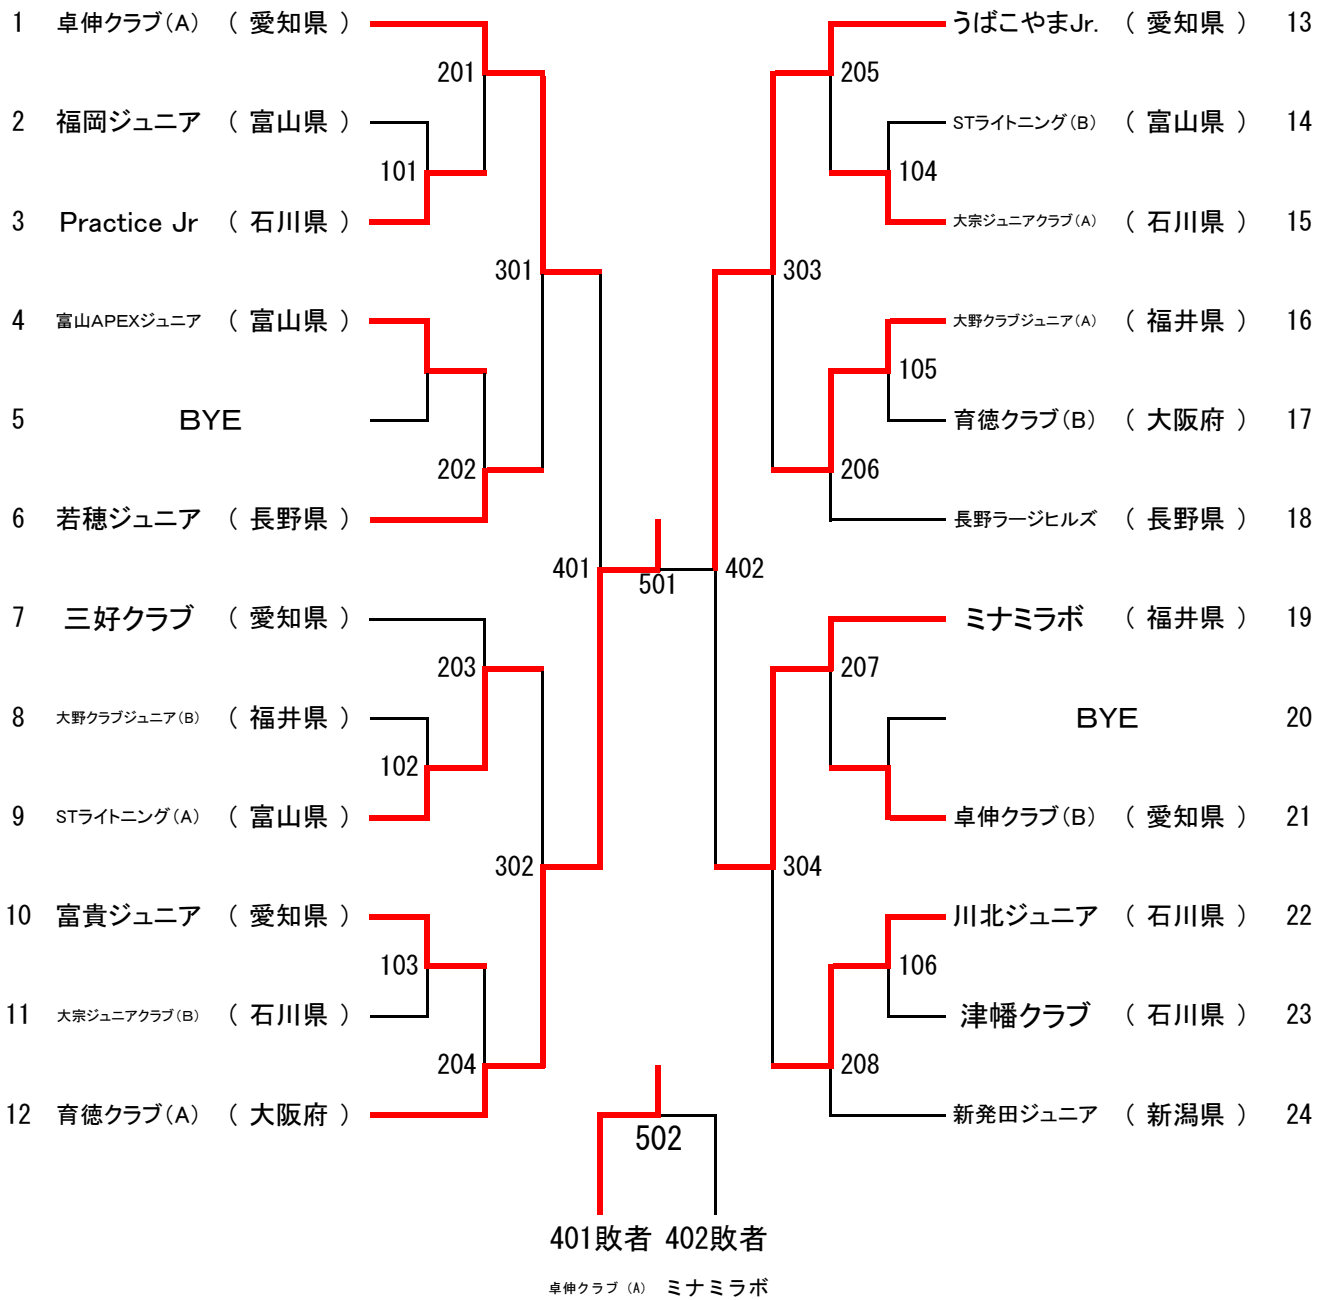 1 卓伸クラブ(A) ( 愛知県 )
201
2 福岡ジュニア ( 富山県 )
101
3 Practice Jr ( 石川県 )
301
4 富山APEXジュニア ( 富山県 )
5 BYE
202
6 若穂ジュニア ( 長野県 )
401
7 三好クラブ ( 愛知県 )
203
8 大野クラブジュニア(B) ( 福井県 )
102
9 STライトニング(A) ( 富山県 )
302
10 富貴ジュニア ( 愛知県 )
103
11 大宗ジュニアクラブ(B) ( 石川県 )
204
12 育徳クラブ(A) ( 大阪府 )
501
うばこやまJr. ( 愛知県 ) 13
205
STライトニング(B) ( 富山県 ) 14
104
大宗ジュニアクラブ(A) ( 石川県 ) 15
303
大野クラブジュニア(A) ( 福井県 ) 16
105
育徳クラブ(B) ( 大阪府 ) 17
206
長野ラージヒルズ ( 長野県 ) 18
402
ミナミラボ ( 福井県 ) 19
207
BYE 20
卓伸クラブ(B) ( 愛知県 ) 21
304
川北ジュニア ( 石川県 ) 22
106
津幡クラブ ( 石川県 ) 23
208
新発田ジュニア ( 新潟県 ) 24
502
401敗者 402敗者
卓伸クラブ (A) ミナミラボ